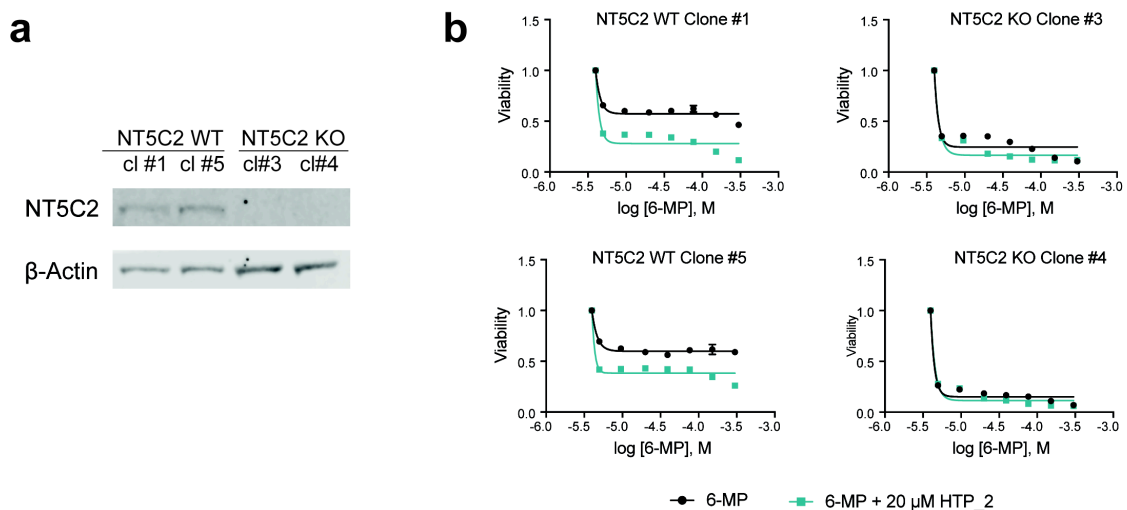 a
NT5C2 WT NT5C2 KO
cl #1 cl #5 cl#3 cl#4
NT5C2
β-Actin
b
NT5C2 WT Clone #1
Viability
1.5
1.0
0.5
0.0
-6.0 -5.5 -5.0 -4.5 -4.0 -3.5 -3.0
log [6-MP], M
NT5C2 KO Clone #3
Viability
1.5
1.0
0.5
0.0
-6.0 -5.5 -5.0 -4.5 -4.0 -3.5 -3.0
log [6-MP], M
NT5C2 WT Clone #5
Viability
1.5
1.0
0.5
0.0
-6.0 -5.5 -5.0 -4.5 -4.0 -3.5 -3.0
log [6-MP], M
NT5C2 KO Clone #4
Viability
1.5
1.0
0.5
0.0
-6.0 -5.5 -5.0 -4.5 -4.0 -3.5 -3.0
log [6-MP], M
6-MP 6-MP + 20 µM HTP_2